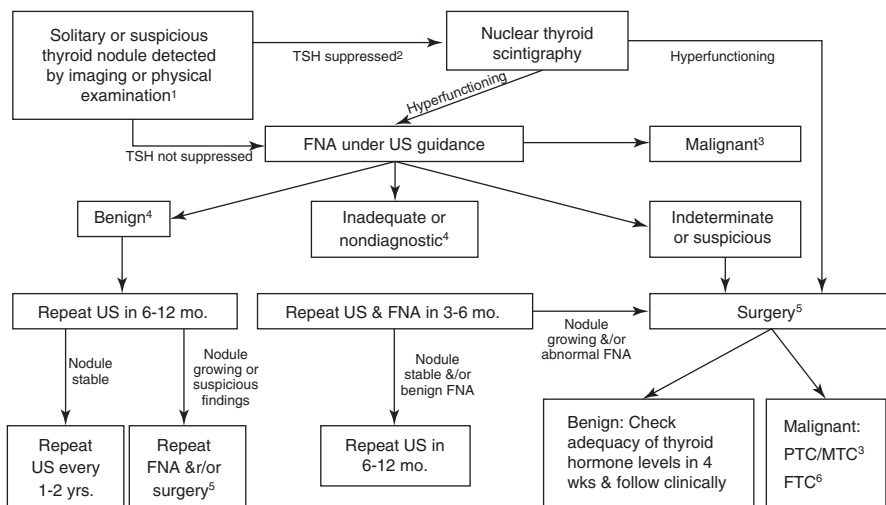 Solitary or suspicious
thyroid nodule detected
by imaging or physical
examination¹
TSH suppressed²
Nuclear thyroid
scintigraphy
Hyperfunctioning
Hyperfunctioning
TSH not suppressed
FNA under US guidance
Malignant³
Benign⁴
Inadequate or
nondiagnostic⁴
Indeterminate
or suspicious
Repeat US in 6-12 mo.
Repeat US & FNA in 3-6 mo.
Nodule
growing &/or
abnormal FNA
Surgery⁵
Nodule
stable
Nodule
growing or
suspicious
findings
Nodule
stable &/or
benign FNA
Repeat
US every
1-2 yrs.
Repeat
FNA &r/or
surgery⁵
Repeat US in
6-12 mo.
Benign: Check
adequacy of thyroid
hormone levels in 4
wks & follow clinically
Malignant:
PTC/MTC³
FTC⁶